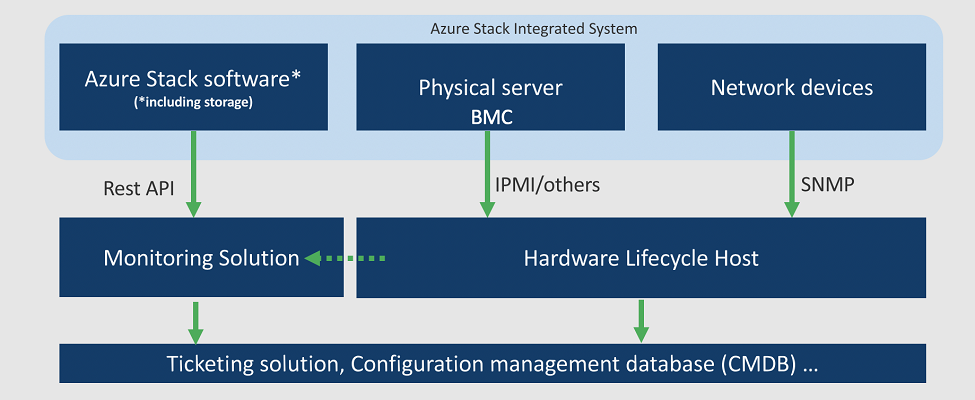 Azure Stack Integrated System
Azure Stack software*
(*including storage)
Physical server
BMC
Network devices
Rest API
IPMI/others
SNMP
Monitoring Solution
Hardware Lifecycle Host
Ticketing solution, Configuration management database (CMDB) ...